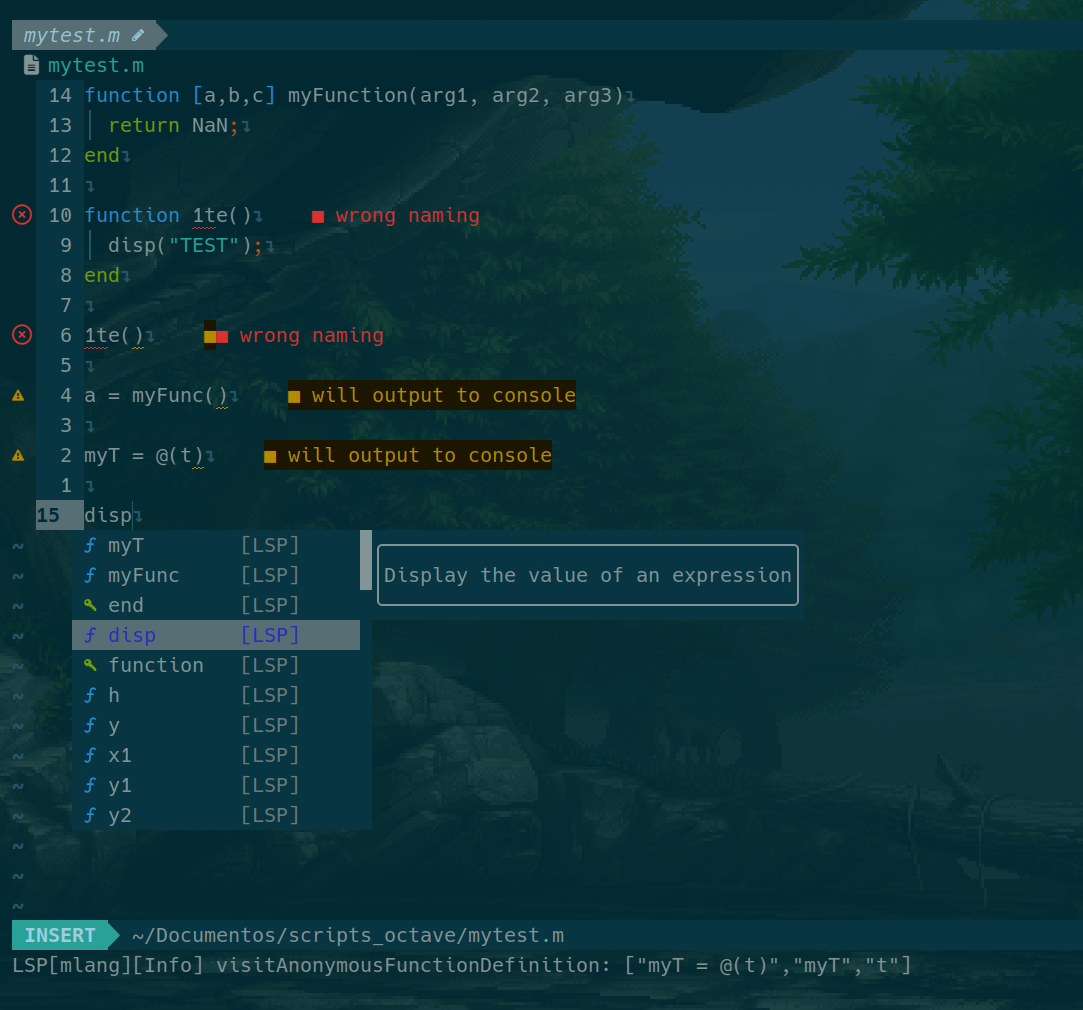 mytest.m
mytest.m
14 function [a,b,c] myFunction(arg1, arg2, arg3)
13 return NaN;
12 end
11
10 function 1te() ■ wrong naming
9 disp("TEST");
8 end
7
6 1te() ■■ wrong naming
5
4 a = myFunc() ■ will output to console
3
2 myT = @(t) ■ will output to console
1
15 disp
~ myT [LSP]
~ myFunc [LSP] Display the value of an expression
~ end [LSP]
~ disp [LSP]
~ function [LSP]
~ h [LSP]
~ y [LSP]
~ x1 [LSP]
~ y1 [LSP]
~ y2 [LSP]
~
~
~
INSERT ~/Documentos/scripts_octave/mytest.m
LSP[mlang][Info] visitAnonymousFunctionDefinition: ["myT = @(t)","myT","t"]